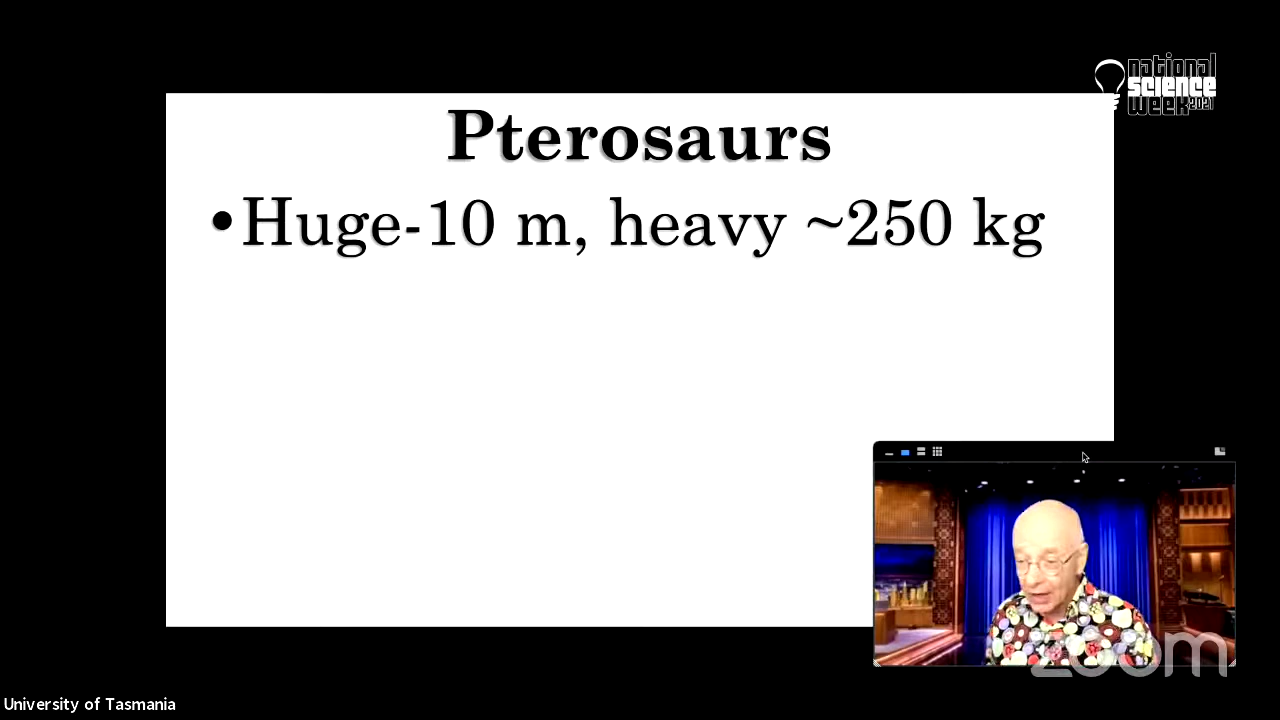 national
science
week 2021
Pterosaurs
•Huge-10 m, heavy ~250 kg
zoom
University of Tasmania